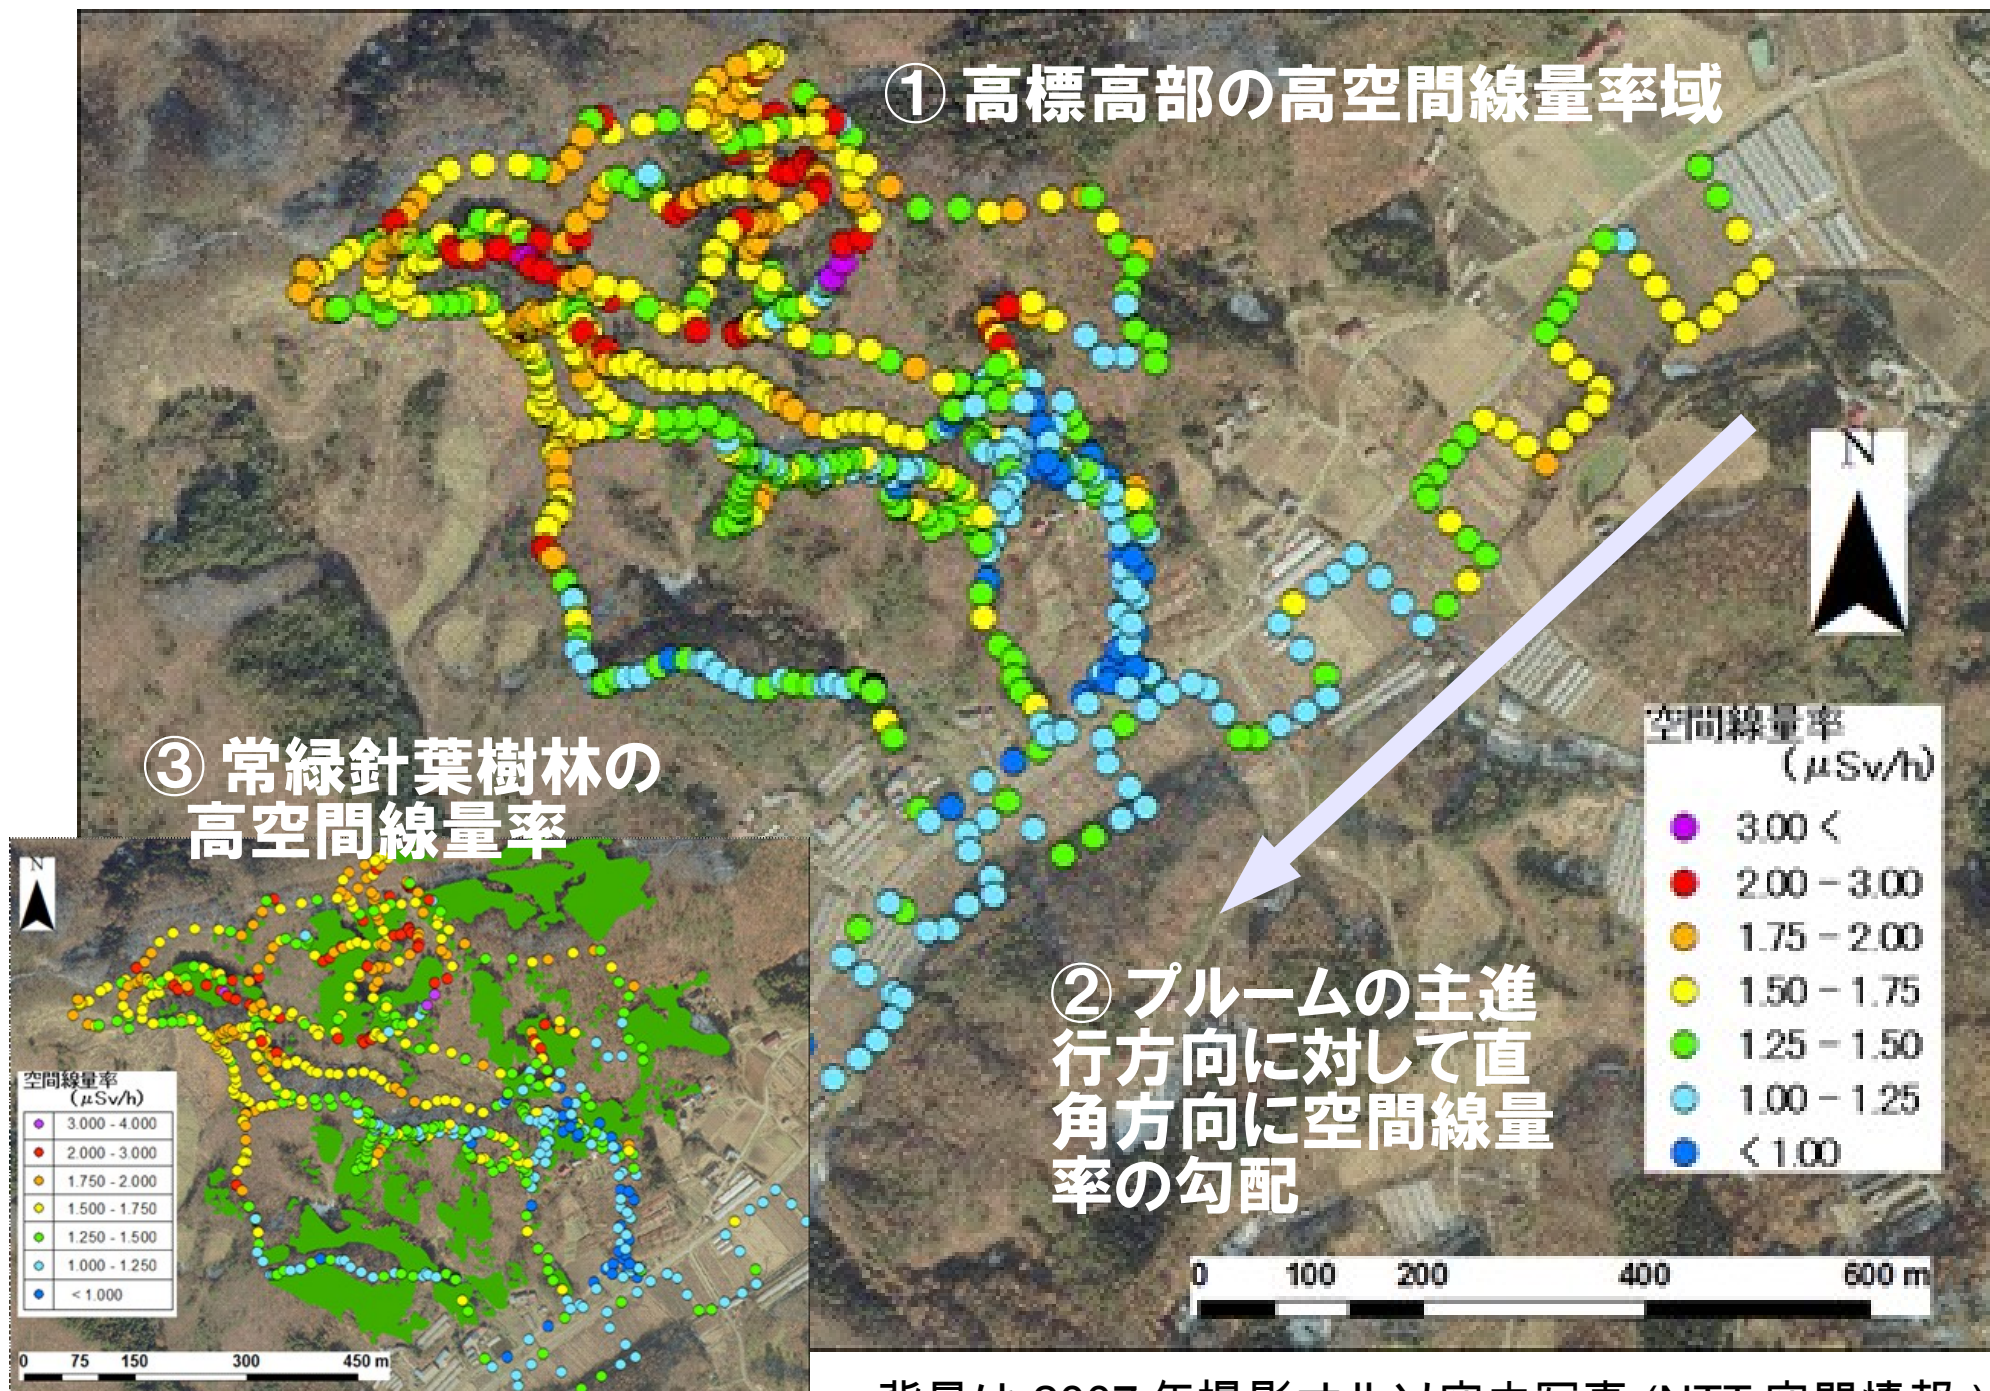 ① 高標高部の高空間線量率域
N
空間線量率
(μSv/h)
3.00 <
2.00 - 3.00
1.75 - 2.00
1.50 - 1.75
1.25 - 1.50
1.00 - 1.25
< 1.00
③ 常緑針葉樹林の
高空間線量率
② プルームの主進
行方向に対して直
角方向に空間線量
率の勾配
0 100 200 400 600 m
N
空間線量率
(μSv/h)
3.000 - 4.000
2.000 - 3.000
1.750 - 2.000
1.500 - 1.750
1.250 - 1.500
1.000 - 1.250
< 1.000
0 75 150 300 450 m